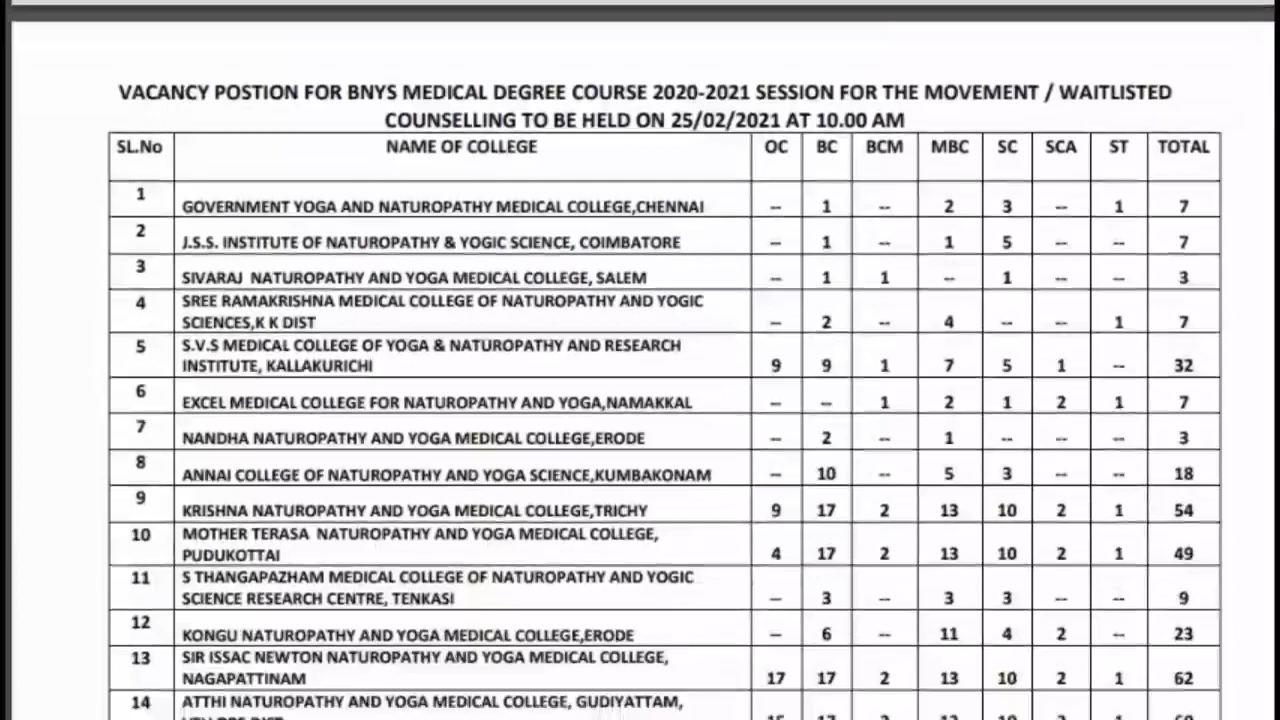 VACANCY POSTION FOR BNYS MEDICAL DEGREE COURSE 2020-2021 SESSION FOR THE MOVEMENT / WAITLISTED
COUNSELLING TO BE HELD ON 25/02/2021 AT 10.00 AM
SL.No NAME OF COLLEGE OC BC BCM MBC SC SCA ST TOTAL
1 GOVERNMENT YOGA AND NATUROPATHY MEDICAL COLLEGE,CHENNAI -- 1 -- 2 3 -- 1 7
2 J.S.S. INSTITUTE OF NATUROPATHY & YOGIC SCIENCE, COIMBATORE -- 1 -- 1 5 -- -- 7
3 SIVARAJ NATUROPATHY AND YOGA MEDICAL COLLEGE, SALEM -- 1 1 -- 1 -- -- 3
4 SREE RAMAKRISHNA MEDICAL COLLEGE OF NATUROPATHY AND YOGIC
SCIENCES,K K DIST -- 2 -- 4 -- -- 1 7
5 S.V.S MEDICAL COLLEGE OF YOGA & NATUROPATHY AND RESEARCH
INSTITUTE, KALLAKURICHI 9 9 1 7 5 1 -- 32
6 EXCEL MEDICAL COLLEGE FOR NATUROPATHY AND YOGA,NAMAKKAL -- -- 1 2 1 2 1 7
7 NANDHA NATUROPATHY AND YOGA MEDICAL COLLEGE,ERODE -- 2 -- 1 -- -- -- 3
8 ANNAI COLLEGE OF NATUROPATHY AND YOGA SCIENCE,KUMBAKONAM -- 10 -- 5 3 -- -- 18
9 KRISHNA NATUROPATHY AND YOGA MEDICAL COLLEGE,TRICHY 9 17 2 13 10 2 1 54
10 MOTHER TERASA NATUROPATHY AND YOGA MEDICAL COLLEGE,
PUDUKOTTAI 4 17 2 13 10 2 1 49
11 S THANGAPAZHAM MEDICAL COLLEGE OF NATUROPATHY AND YOGIC
SCIENCE RESEARCH CENTRE, TENKASI -- 3 -- 3 3 -- -- 9
12 KONGU NATUROPATHY AND YOGA MEDICAL COLLEGE,ERODE -- 6 -- 11 4 2 -- 23
13 SIR ISSAC NEWTON NATUROPATHY AND YOGA MEDICAL COLLEGE,
NAGAPATTINAM 17 17 2 13 10 2 1 62
14 ATTHI NATUROPATHY AND YOGA MEDICAL COLLEGE, GUDIYATTAM,